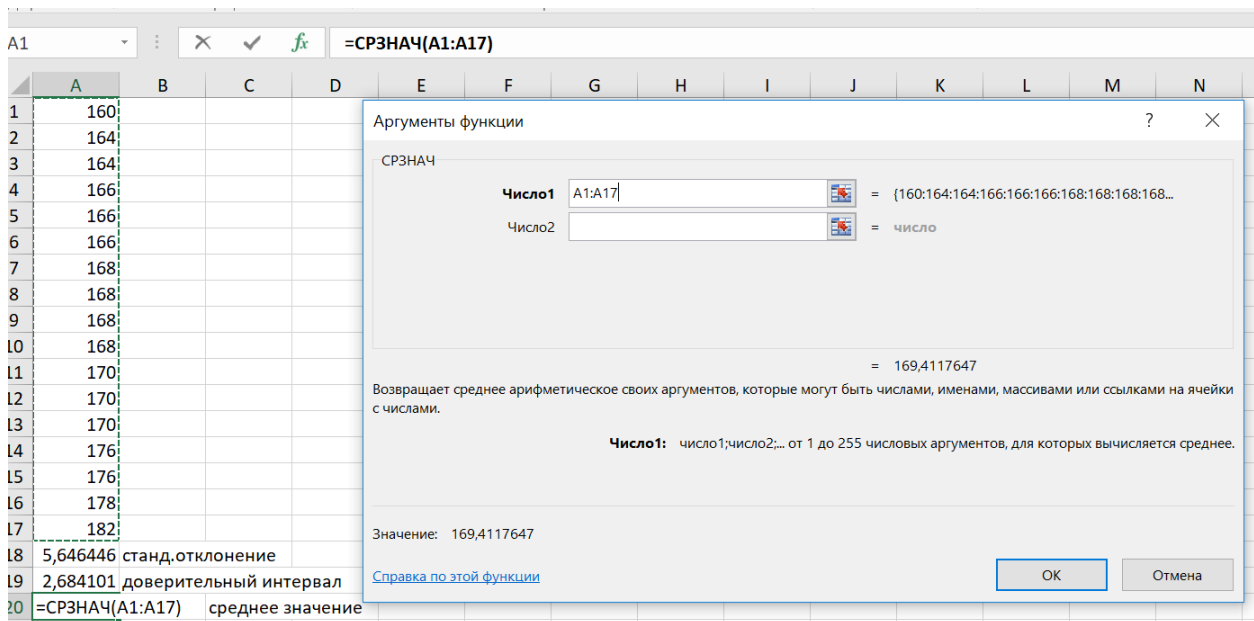 A1 fx =СРЗНАЧ(A1:A17)
A B C D E F G H I J K L M N
1 160
2 164
3 164
4 166
5 166
6 166
7 168
8 168
9 168
10 168
11 170
12 170
13 170
14 176
15 176
16 178
17 182
18 5,646446 станд.отклонение
19 2,684101 доверительный интервал
20 =СРЗНАЧ(A1:A17) среднее значение
Аргументы функции ?
СРЗНАЧ
Число1 A1:A17 = {160:164:164:166:166:166:168:168:168:168...
Число2 = число
= 169,4117647
Возвращает среднее арифметическое своих аргументов, которые могут быть числами, именами, массивами или ссылками на ячейки
с числами.
Число1: число1;число2;... от 1 до 255 числовых аргументов, для которых вычисляется среднее.
Значение: 169,4117647
Справка по этой функции
ОК Отмена